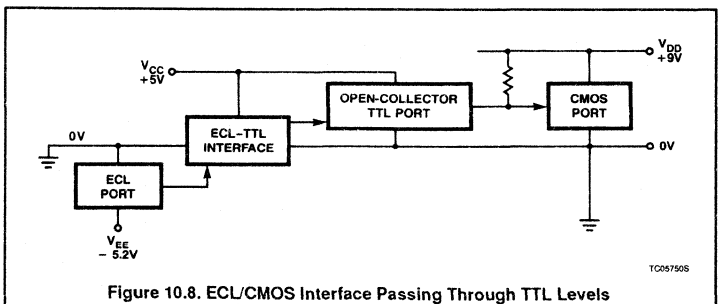 V_CC
+5V
V_DD
+9V
OPEN-COLLECTOR
TTL PORT
CMOS
PORT
0V
ECL-TTL
INTERFACE
0V
ECL
PORT
V_EE
- 5.2V
TC05750S
Figure 10.8. ECL/CMOS Interface Passing Through TTL Levels